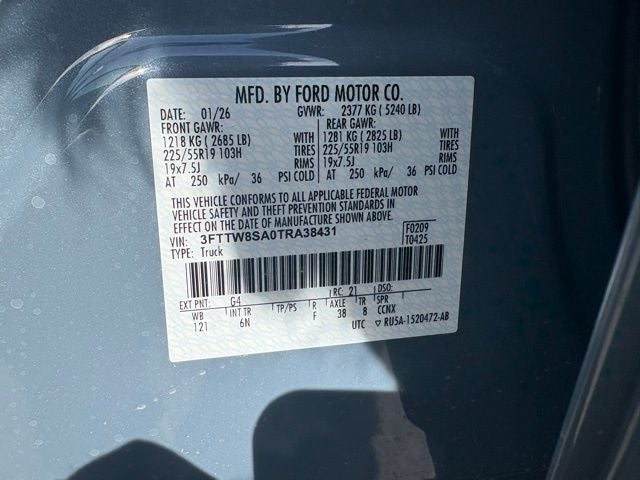 MFD. BY FORD MOTOR CO.
DATE: 01/26 GVWR: 2377 KG ( 5240 LB)
FRONT GAWR: REAR GAWR:
1218 KG ( 2685 LB) WITH 1281 KG ( 2825 LB) WITH
225/55R19 103H TIRES 225/55R19 103H TIRES
19x7.5J RIMS 19x7.5J RIMS
AT 250 kPa/ 36 PSI COLD AT 250 kPa/ 36 PSI COLD
THIS VEHICLE CONFORMS TO ALL APPLICABLE FEDERAL MOTOR
VEHICLE SAFETY AND THEFT PREVENTION STANDARDS IN
EFFECT ON THE DATE OF MANUFACTURE SHOWN ABOVE.
VIN: 3FTTW8SA0TRA38431 F0209
TYPE: Truck T0425
EXT PNT: G4 RC: 21 DSO:
WB INT TR TP/PS R AXLE TR SPR
121 6N F 38 8 CCNX
UTC ▽ RU5A-1520472-AB